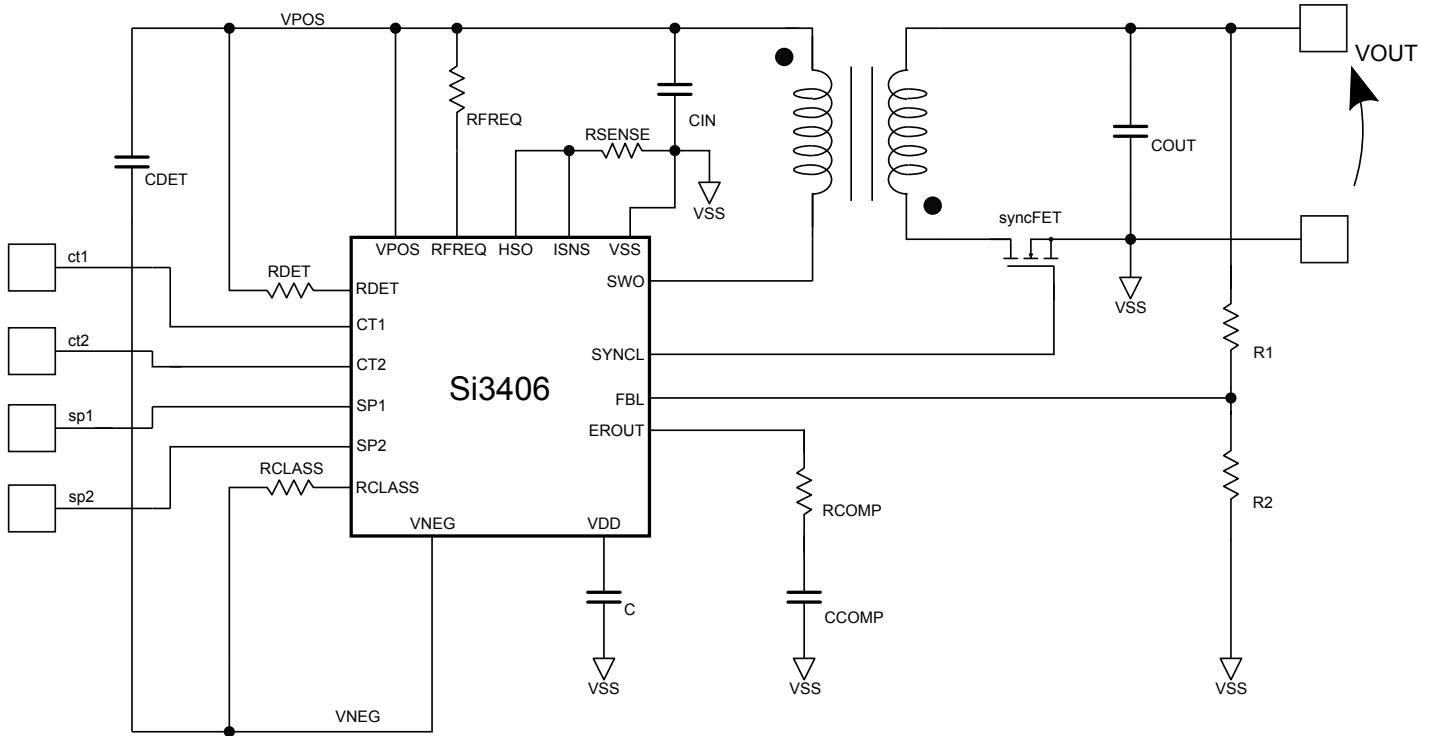 VPOS
VOUT
RFREQ
CIN
RSENSE
COUT
CDET
VSS
syncFET
ct1
VPOS
RFREQ
HSO
ISNS
VSS
RDET
RDET
SWO
VSS
CT1
ct2
CT2
SYNCL
R1
Si3406
sp1
SP1
FBL
EROUT
SP2
RCLASS
sp2
RCLASS
R2
RCOMP
VNEG
VDD
C
CCOMP
VSS
VSS
VSS
VNEG